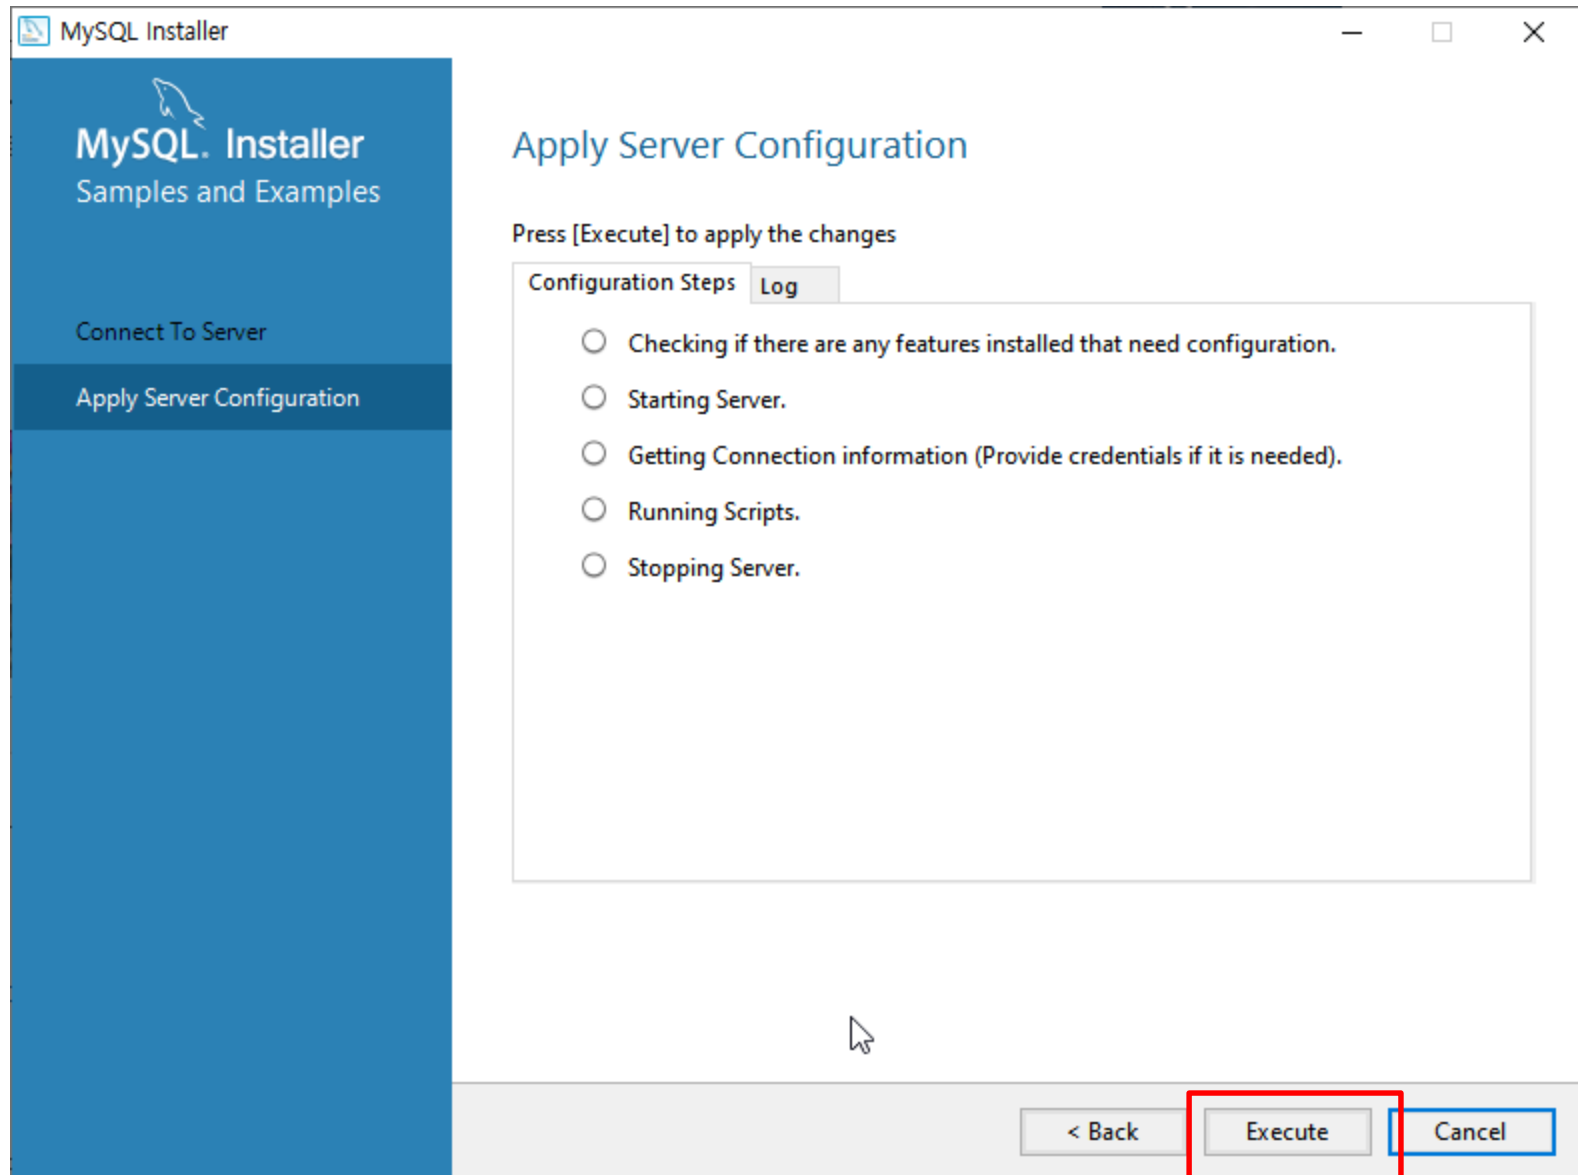 MySQL Installer
MySQL. Installer
Samples and Examples
Connect To Server
Apply Server Configuration
Apply Server Configuration
Press [Execute] to apply the changes
Configuration Steps
Log
Checking if there are any features installed that need configuration.
Starting Server.
Getting Connection information (Provide credentials if it is needed).
Running Scripts.
Stopping Server.
< Back
Execute
Cancel